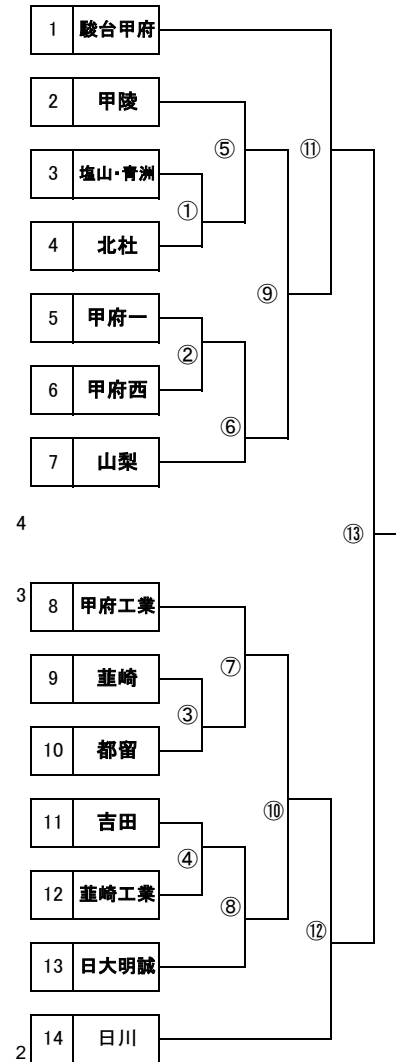 1 駿台甲府
2 甲陵
⑤
⑪
3 塩山・青洲
①
4 北杜
⑨
5 甲府一
②
6 甲府西
⑥
7 山梨
4
⑬
3
8 甲府工業
⑦
9 韮崎
③
10 都留
⑩
11 吉田
④
12 韮崎工業
⑧
⑫
13 日大明誠
14 日川
2